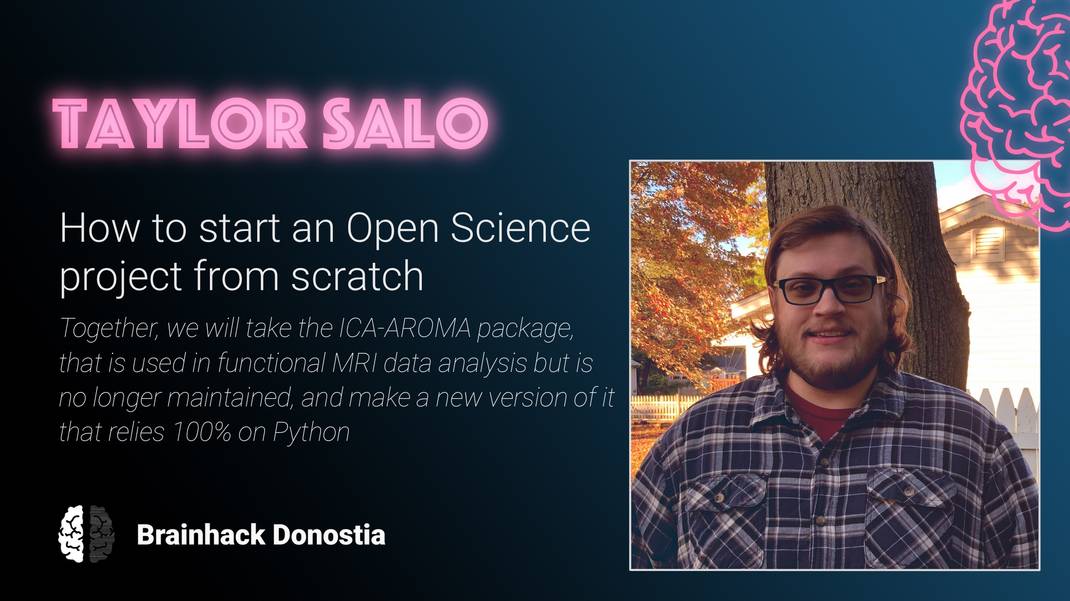 TAYLOR SALO
How to start an Open Science
project from scratch
Together, we will take the ICA-AROMA package,
that is used in functional MRI data analysis but is
no longer maintained, and make a new version of it
that relies 100% on Python
Brainhack Donostia